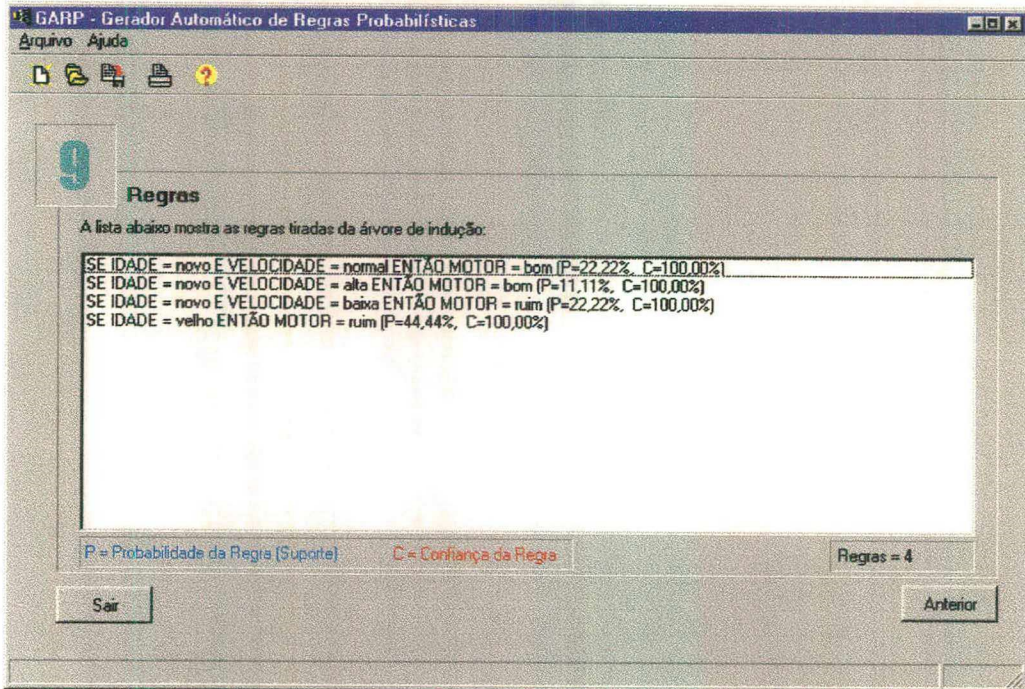 GARP - Gerador Automático de Regras Probabilísticas
Arquivo Ajuda
9
Regras
A lista abaixo mostra as regras tiradas da árvore de indução:
SE IDADE = novo E VELOCIDADE = normal ENTÃO MOTOR = bom (P=22,22%, C=100,00%)
SE IDADE = novo E VELOCIDADE = alta ENTÃO MOTOR = bom (P=11,11%, C=100,00%)
SE IDADE = novo E VELOCIDADE = baixa ENTÃO MOTOR = ruim (P=22,22%, C=100,00%)
SE IDADE = velho ENTÃO MOTOR = ruim (P=44,44%, C=100,00%)
P = Probabilidade da Regra (Suporte) C = Confiança da Regra Regras = 4
Sair Anterior